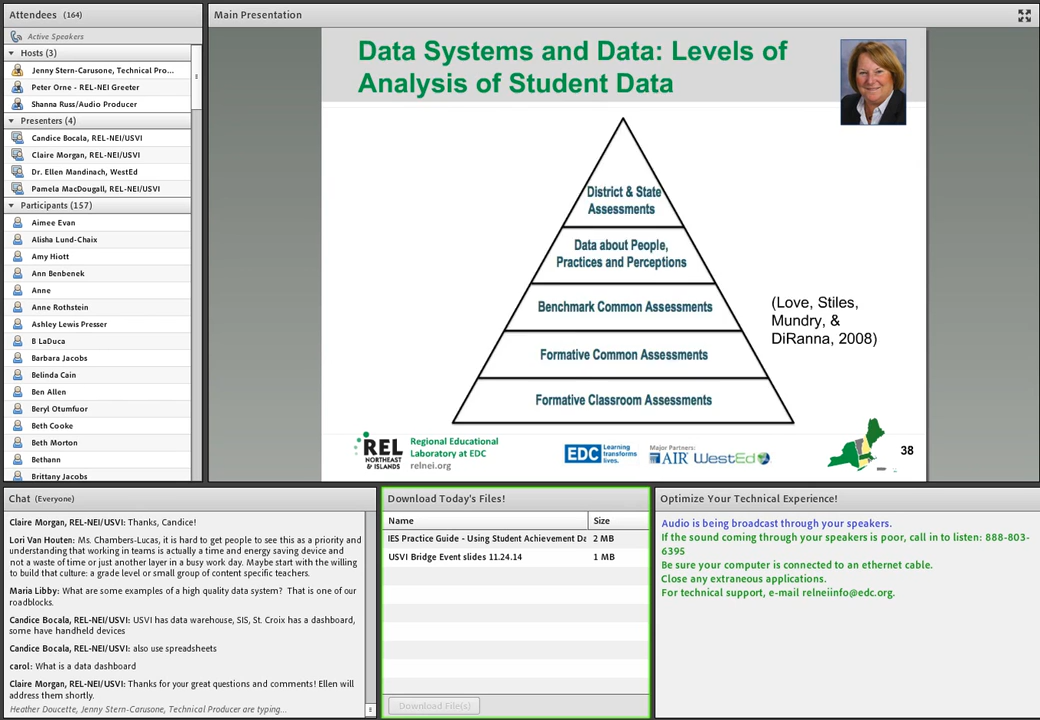 Attendees (164)
Active Speakers
Hosts (3)
Jenny Stern-Carusone, Technical Pro...
Peter Orne - REL-NEI Greeter
Shanna Russ/Audio Producer
Presenters (4)
Candice Bocala, REL-NEI/USVI
Claire Morgan, REL-NEI/USVI
Dr. Ellen Mandinach, WestEd
Pamela MacDougall, REL-NEI/USVI
Participants (157)
Aimee Evan
Alisha Lund-Chaix
Amy Hiott
Ann Benbenek
Anne
Anne Rothstein
Ashley Lewis Presser
B LaDuca
Barbara Jacobs
Belinda Cain
Ben Allen
Beryl Otumfuor
Beth Cooke
Beth Morton
Bethann
Brittany Jacobs
Main Presentation
Data Systems and Data: Levels of
Analysis of Student Data
District & State
Assessments
Data about People,
Practices and Perceptions
Benchmark Common Assessments
Formative Common Assessments
Formative Classroom Assessments
(Love, Stiles,
Mundry, &
DiRanna, 2008)
REL
NORTHEAST
& ISLANDS
Regional Educational
Laboratory at EDC
relnei.org
EDC
Learning
transforms
lives.
Major Partners:
AIR WestEd
38
Chat (Everyone)
Claire Morgan, REL-NEI/USVI: Thanks, Candice!
Lori Van Houten: Ms. Chambers-Lucas, it is hard to get people to see this as a priority and
understanding that working in teams is actually a time and energy saving device and
not a waste of time or just another layer in a busy work day. Maybe start with the willing
to build that culture: a grade level or small group of content specific teachers.
Maria Libby: What are some examples of a high quality data system? That is one of our
roadblocks.
Candice Bocala, REL-NEI/USVI: USVI has data warehouse, SIS, St. Croix has a dashboard,
some have handheld devices
Candice Bocala, REL-NEI/USVI: also use spreadsheets
carol: What is a data dashboard
Claire Morgan, REL-NEI/USVI: Thanks for your great questions and comments! Ellen will
address them shortly.
Heather Doucette, Jenny Stern-Carusone, Technical Producer are typing...
Download Today's Files!
Name Size
IES Practice Guide - Using Student Achievement Da 2 MB
USVI Bridge Event slides 11.24.14 1 MB
Download File(s)
Optimize Your Technical Experience!
Audio is being broadcast through your speakers.
If the sound coming through your speakers is poor, call in to listen: 888-803-
6395
Be sure your computer is connected to an ethernet cable.
Close any extraneous applications.
For technical support, e-mail relneiinfo@edc.org.